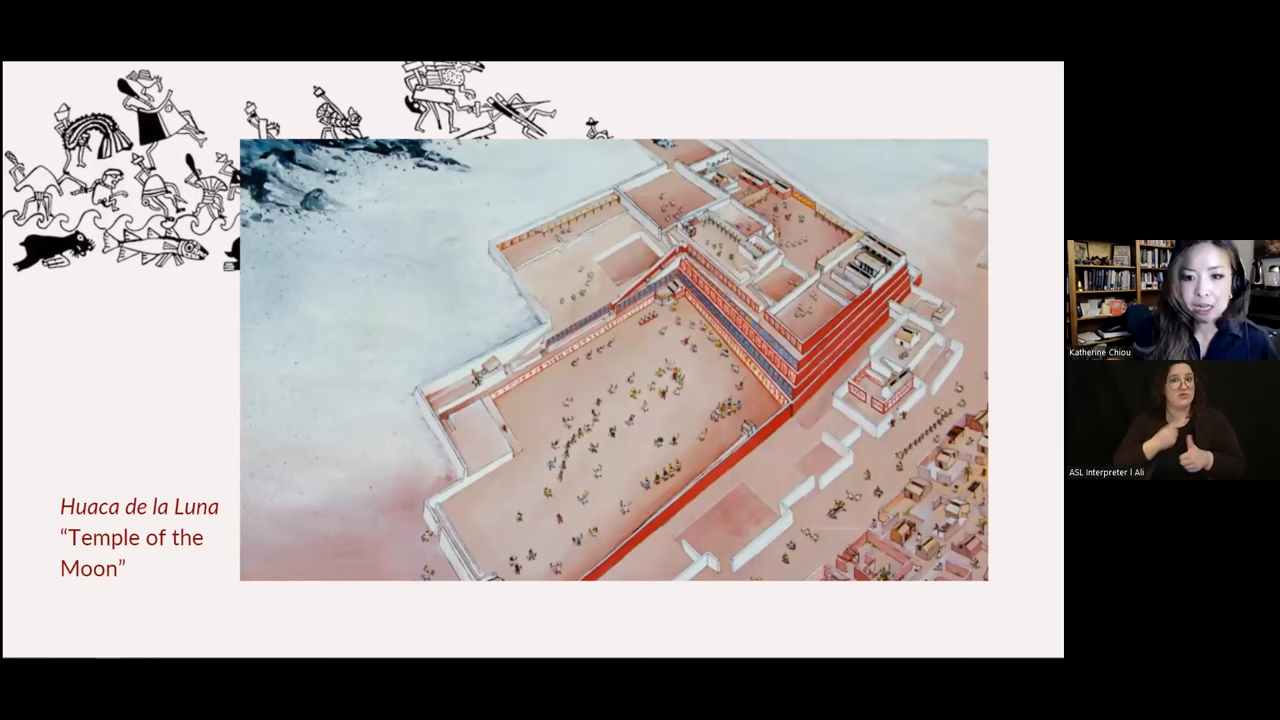 Huaca de la Luna
“Temple of the
Moon”
Katherine Chiou
ASL Interpreter l Ali